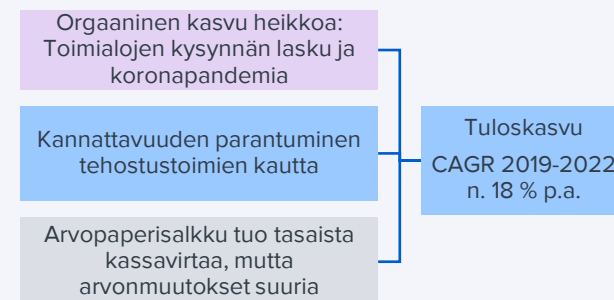 Orgaaninen kasvu heikkoa:
Toimialojen kysynnän lasku ja
koronapandemia
Kannattavuuden parantuminen
tehostustoimien kautta
Arvopaperisalkku tuo tasaista
kassavirtaa, mutta
arvonmuutokset suuria
Tuloskasvu
CAGR 2019-2022
n. 18 % p.a.